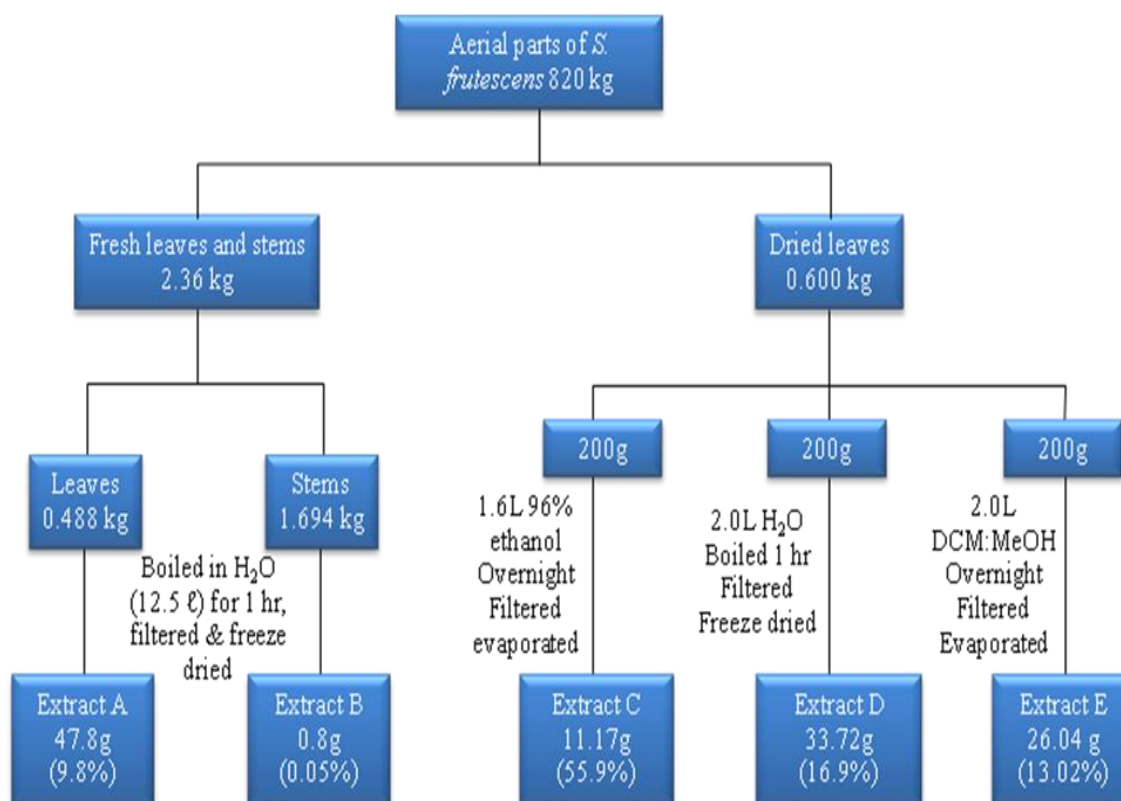 Aerial parts of S.
frutescens 820 kg
Fresh leaves and stems
2.36 kg
Dried leaves
0.600 kg
Leaves
0.488 kg
Stems
1.694 kg
200g
200g
200g
Boiled in H₂O
(12.5 ℓ) for 1 hr,
filtered & freeze
dried
1.6L 96%
ethanol
Overnight
Filtered
evaporated
2.0L H₂O
Boiled 1 hr
Filtered
Freeze dried
2.0L
DCM:MeOH
Overnight
Filtered
Evaporated
Extract A
47.8g
(9.8%)
Extract B
0.8g
(0.05%)
Extract C
11.17g
(55.9%)
Extract D
33.72g
(16.9%)
Extract E
26.04 g
(13.02%)